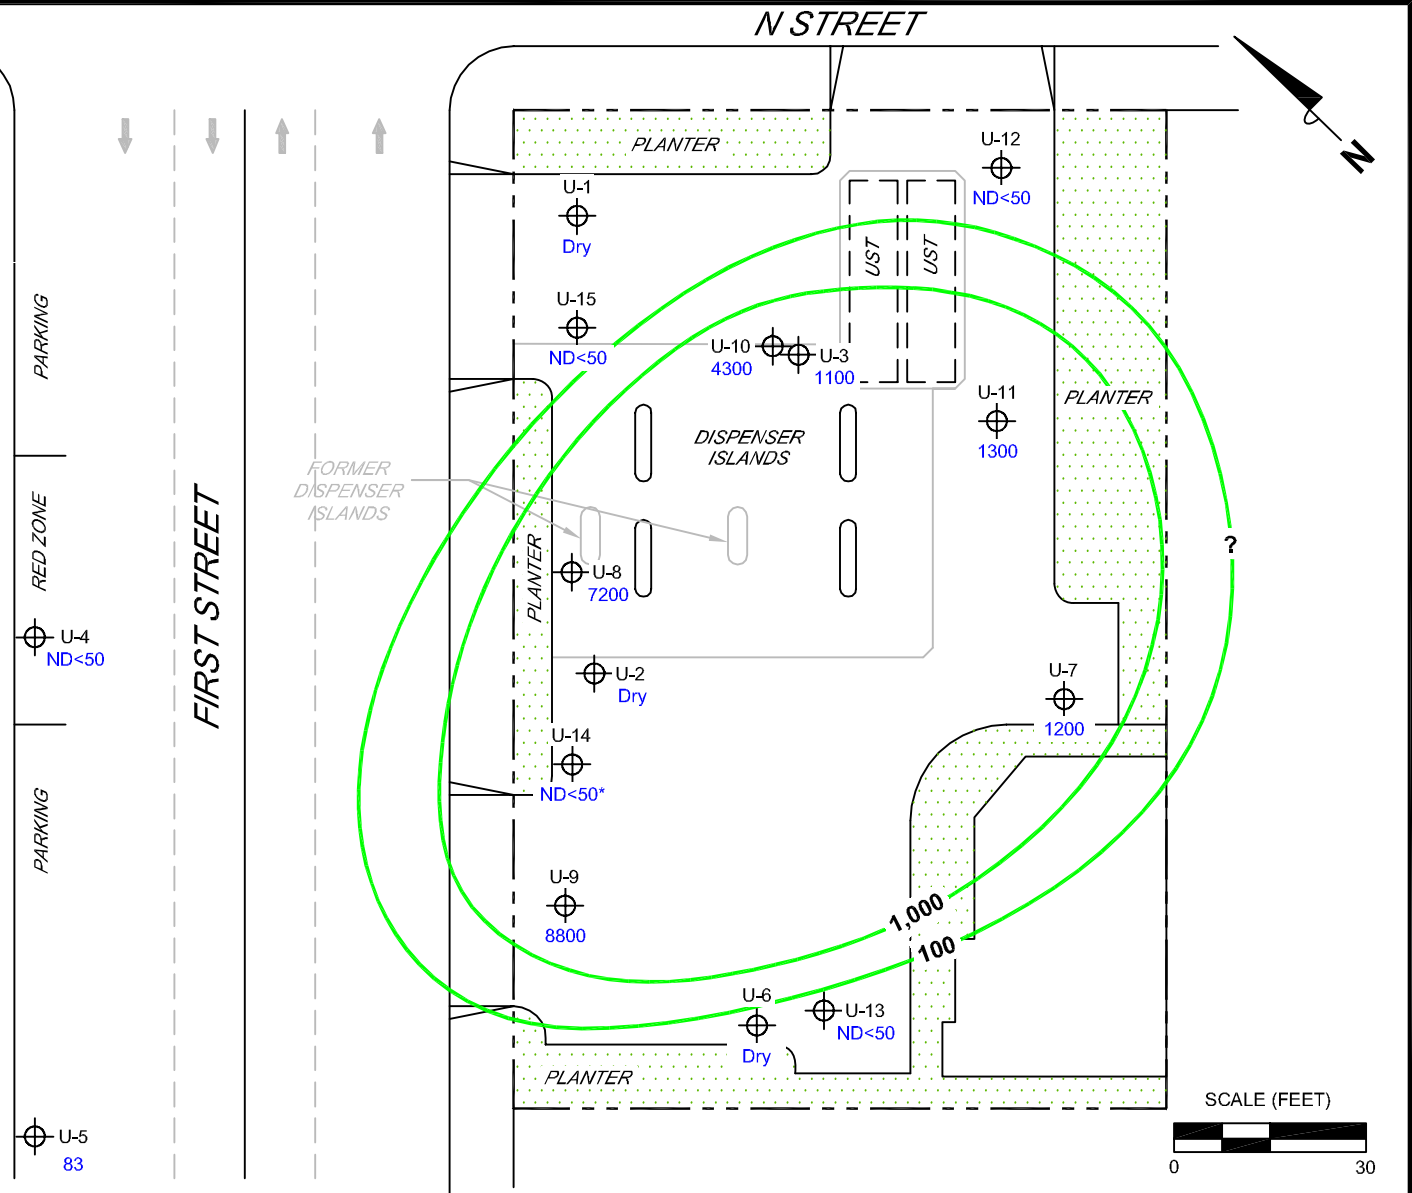 N STREET
N
PLANTER
U-12
ND<50
U-1
Dry
UST
UST
U-15
ND<50
U-10
4300
U-3
1100
U-11
1300
PLANTER
DISPENSER
ISLANDS
FORMER
DISPENSER
ISLANDS
PARKING
RED ZONE
FIRST STREET
PLANTER
?
U-8
7200
U-4
ND<50
U-2
Dry
U-7
1200
U-14
ND<50*
PARKING
U-9
8800
1,000
100
U-6
Dry
U-13
ND<50
PLANTER
U-5
83
SCALE (FEET)
0
30